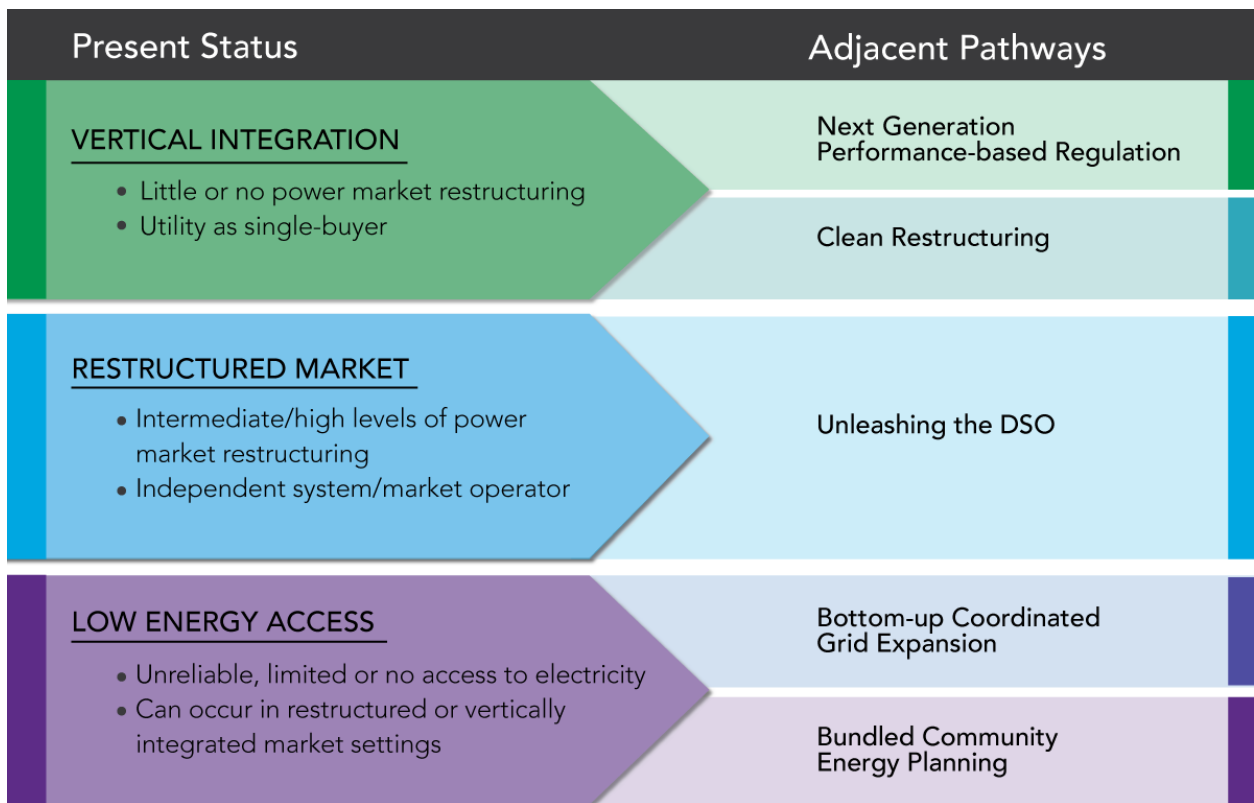 Present Status
Adjacent Pathways
VERTICAL INTEGRATION
• Little or no power market restructuring
• Utility as single-buyer
Next Generation
Performance-based Regulation
Clean Restructuring
RESTRUCTURED MARKET
• Intermediate/high levels of power
market restructuring
• Independent system/market operator
Unleashing the DSO
LOW ENERGY ACCESS
• Unreliable, limited or no access to electricity
• Can occur in restructured or vertically
integrated market settings
Bottom-up Coordinated
Grid Expansion
Bundled Community
Energy Planning